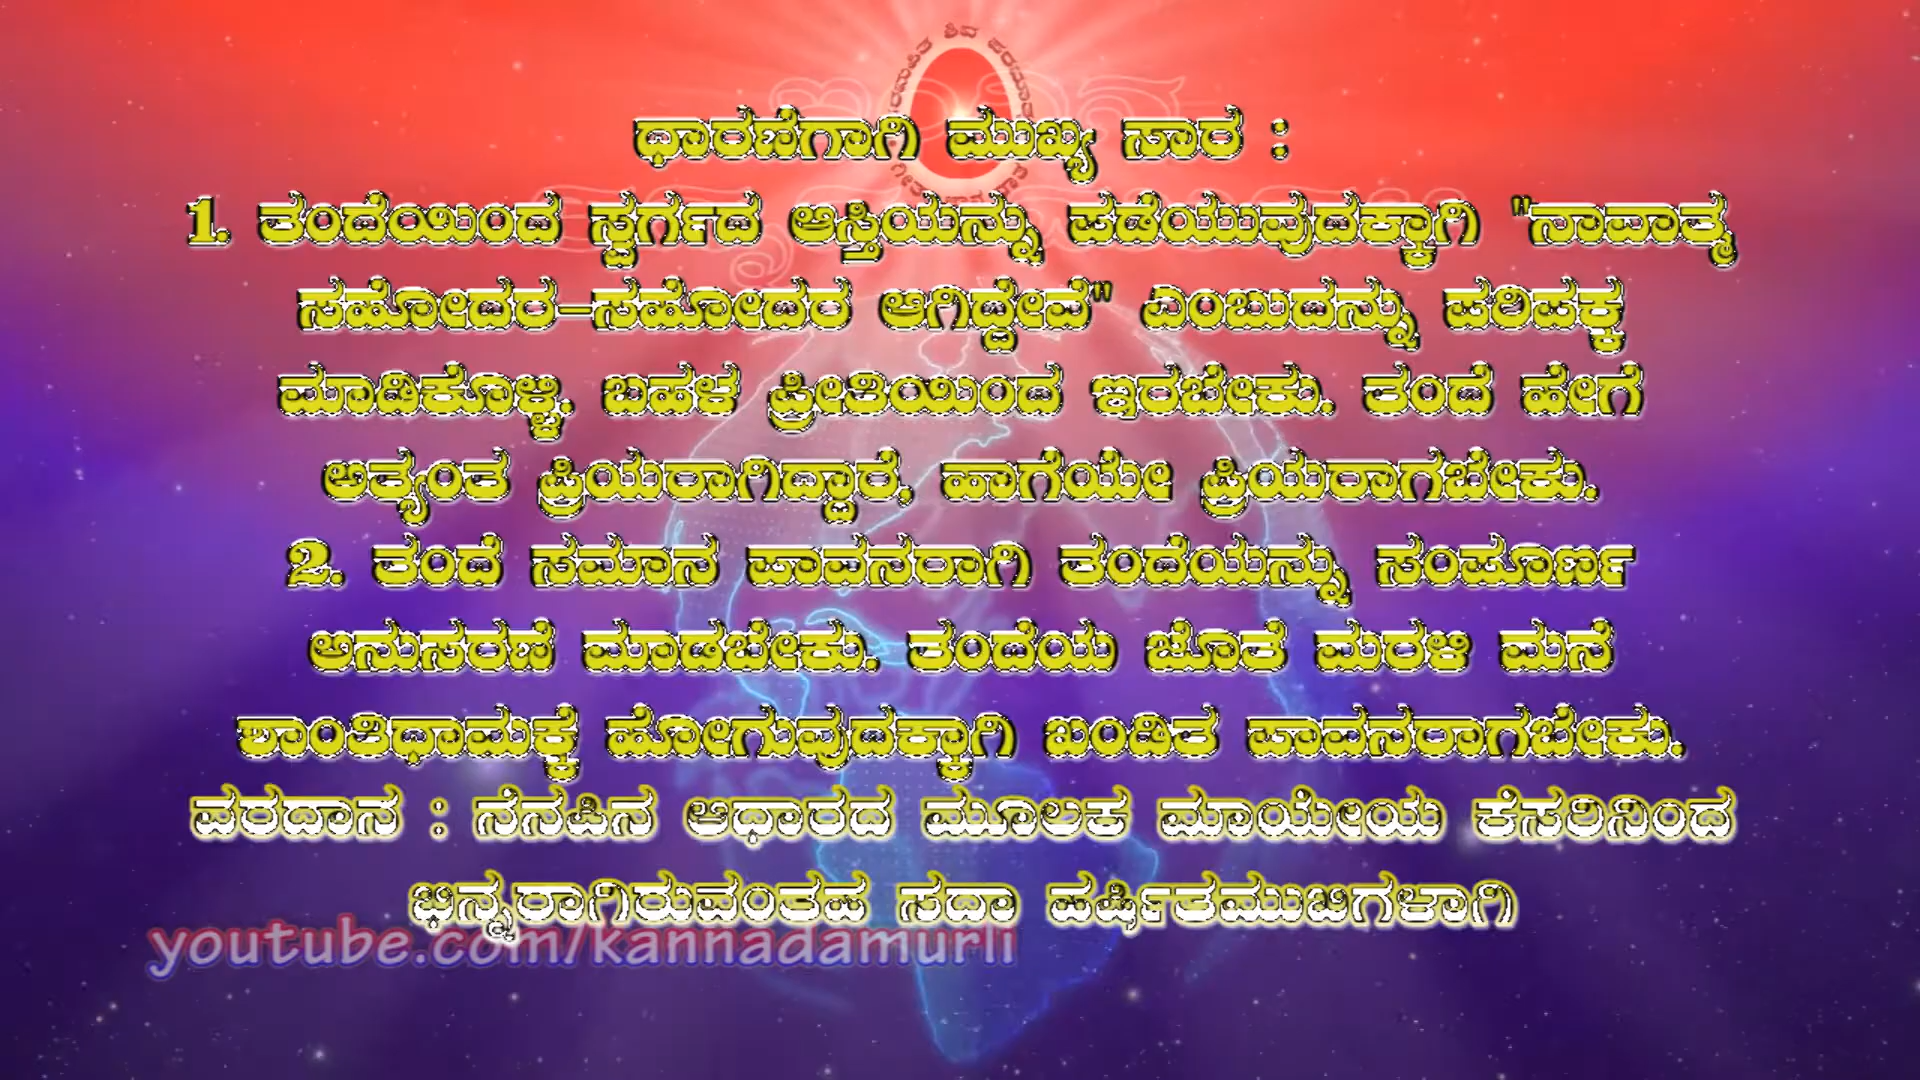 ಧಾರಣೆಗಾಗಿ ಮುಖ್ಯ ಸಾರ :
1. ತಂದೆಯಿಂದ ಸ್ವರ್ಗದ ಆಸ್ತಿಯನ್ನು ಪಡೆಯುವುದಕ್ಕಾಗಿ "ನಾವಾತ್ಮ
ಸಹೋದರ-ಸಹೋದರ ಆಗಿದ್ದೇವೆ" ಎಂಬುದನ್ನು ಪರಿಪಕ್ಕ
ಮಾಡಿಕೊಳ್ಳಿ. ಬಹಳ ಪ್ರೀತಿಯಿಂದ ಇರಬೇಕು. ತಂದೆ ಹೇಗೆ
ಅತ್ಯಂತ ಪ್ರಿಯರಾಗಿದ್ದಾರೆ, ಹಾಗೆಯೇ ಪ್ರಿಯರಾಗಬೇಕು.
2. ತಂದೆ ಸಮಾನ ಪಾವನರಾಗಿ ತಂದೆಯನ್ನು ಸಂಪೂರ್ಣ
ಅನುಸರಣೆ ಮಾಡಬೇಕು. ತಂದೆಯ ಜೊತೆ ಮರಳಿ ಮನೆ
ಶಾಂತಿಧಾಮಕ್ಕೆ ಹೋಗುವುದಕ್ಕಾಗಿ ಖಂಡಿತ ಪಾವನರಾಗಬೇಕು.
ವರದಾನ : ನೆನಪಿನ ಆಧಾರದ ಮೂಲಕ ಮಾಯೇಯ ಕೆಸರಿನಿಂದ
ಭಿನ್ನರಾಗಿರುವಂತಹ ಸದಾ ಹರ್ಷಿತಮುಖಿಗಳಾಗಿ
youtube.com/kannadamurli